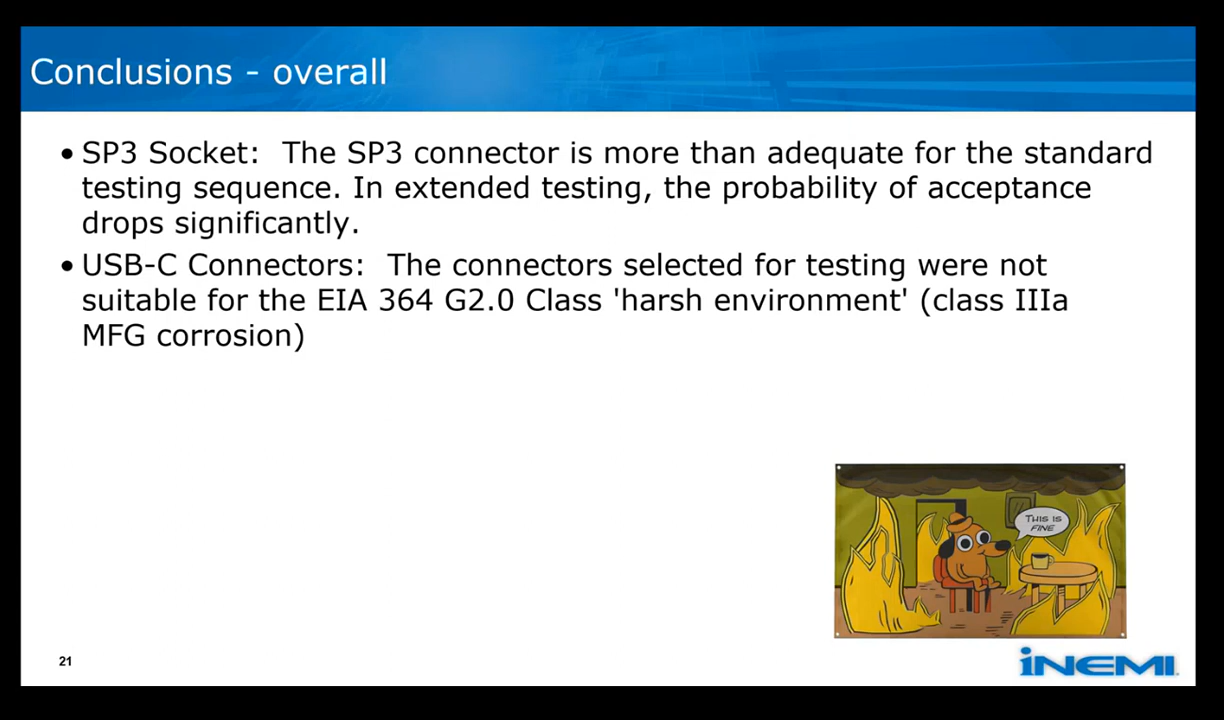 Conclusions - overall
• SP3 Socket:  The SP3 connector is more than adequate for the standard
testing sequence. In extended testing, the probability of acceptance
drops significantly.
• USB-C Connectors:  The connectors selected for testing were not
suitable for the EIA 364 G2.0 Class 'harsh environment' (class IIIa
MFG corrosion)
THIS IS
FINE
21
iNEMI